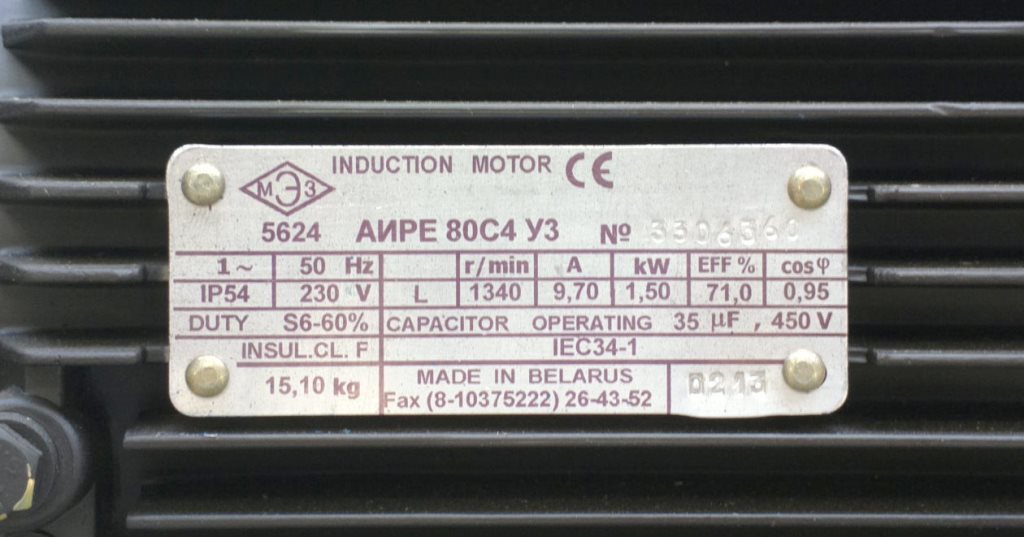 INDUCTION MOTOR CE
МЭЗ
5624 АИРЕ 80С4 У3 № 3306360
1~ 50 Hz r/min A kW EFF % cosφ
IP54 230 V L 1340 9,70 1,50 71,0 0,95
DUTY S6-60% CAPACITOR OPERATING 35 µF , 450 V
INSUL.CL. F IEC34-1
15,10 kg MADE IN BELARUS 0213
Fax (8-10375222) 26-43-52